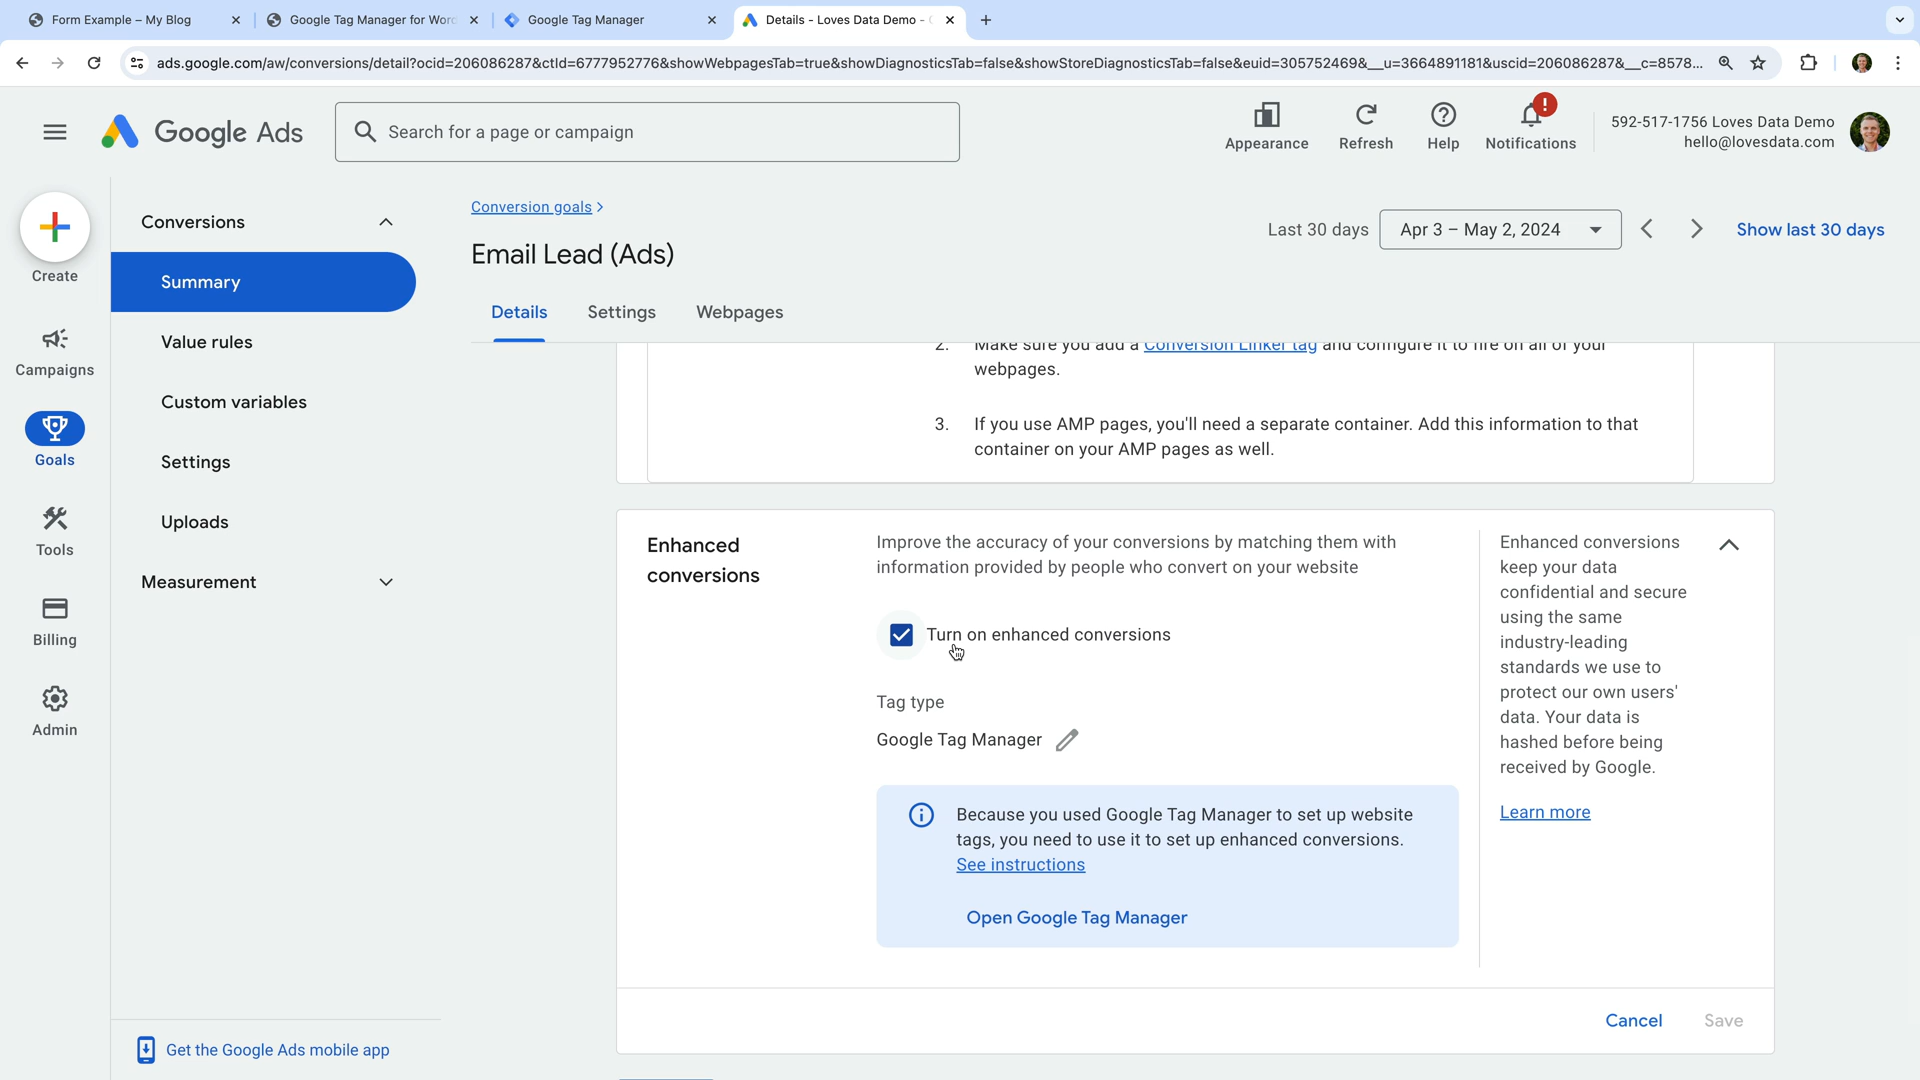 Form Example – My Blog
Google Tag Manager for Word
Google Tag Manager
Details - Loves Data Demo -
ads.google.com/aw/conversions/detail?ocid=206086287&ctId=6777952776&showWebpagesTab=true&showDiagnosticsTab=false&showStoreDiagnosticsTab=false&euid=305752469&__u=3664891181&uscid=206086287&__c=8578...
Google Ads
Search for a page or campaign
Appearance
Refresh
Help
!
Notifications
592-517-1756 Loves Data Demo
hello@lovesdata.com
Create
Campaigns
Goals
Tools
Billing
Admin
Conversions
Summary
Value rules
Custom variables
Settings
Uploads
Measurement
Get the Google Ads mobile app
Conversion goals >
Email Lead (Ads)
Last 30 days
Apr 3 – May 2, 2024
Show last 30 days
Details
Settings
Webpages
2. Make sure you add a Conversion Linker tag and configure it to fire on all of your
webpages.
3. If you use AMP pages, you'll need a separate container. Add this information to that
container on your AMP pages as well.
Enhanced
conversions
Improve the accuracy of your conversions by matching them with
information provided by people who convert on your website
Turn on enhanced conversions
Tag type
Google Tag Manager
Because you used Google Tag Manager to set up website
tags, you need to use it to set up enhanced conversions.
See instructions
Open Google Tag Manager
Enhanced conversions
keep your data
confidential and secure
using the same
industry-leading
standards we use to
protect our own users'
data. Your data is
hashed before being
received by Google.
Learn more
Cancel
Save